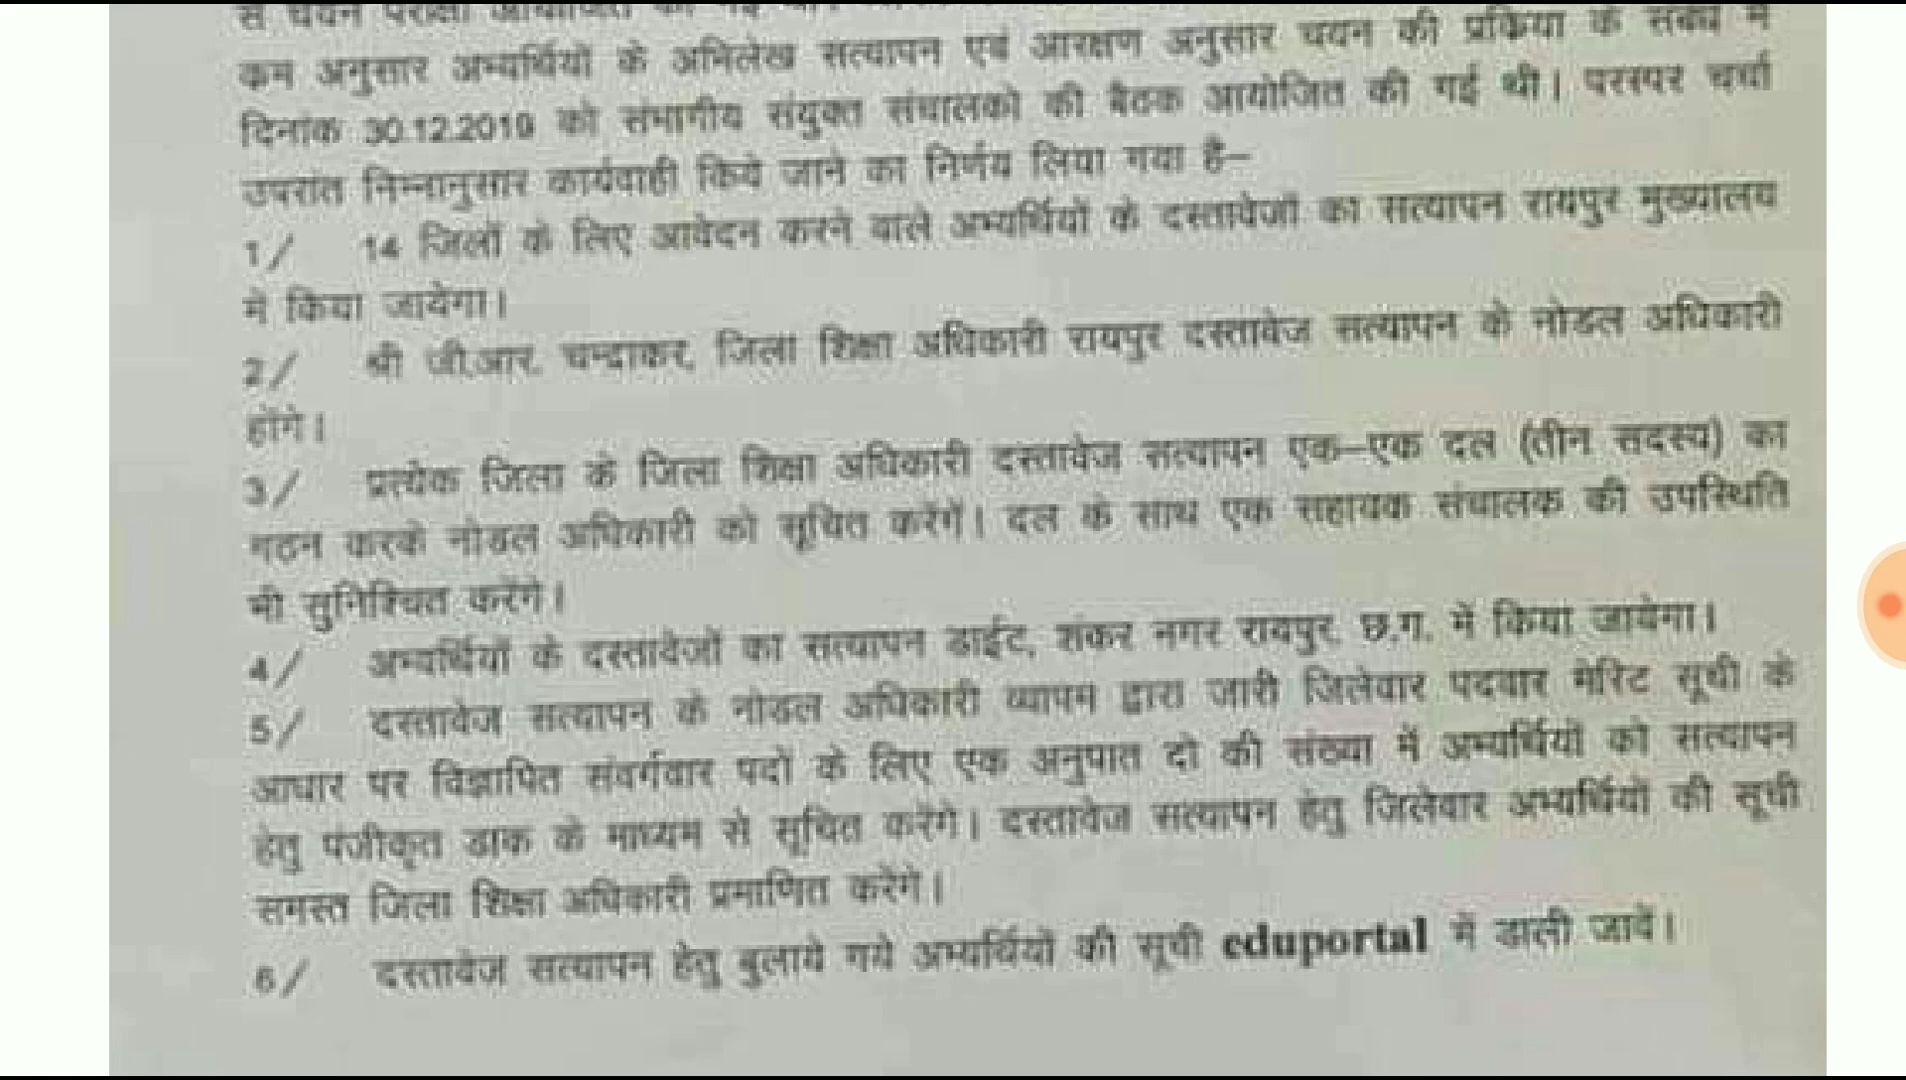 से चयन परीक्षा आयोजित की गई थी।
क्रम अनुसार अभ्यर्थियों के अभिलेख सत्यापन एवं आरक्षण अनुसार चयन की प्रक्रिया के संबंध में
दिनांक 30.12.2019 को संभागीय संयुक्त संचालको की बैठक आयोजित की गई थी। परस्पर चर्चा
उपरांत निम्नानुसार कार्यवाही किये जाने का निर्णय लिया गया है–
1/ 14 जिलों के लिए आवेदन करने वाले अभ्यर्थियों के दस्तावेजों का सत्यापन रायपुर मुख्यालय
में किया जायेगा।
2/ श्री जी.आर. चन्द्राकर, जिला शिक्षा अधिकारी रायपुर दस्तावेज सत्यापन के नोडल अधिकारी
होंगे।
3/ प्रत्येक जिला के जिला शिक्षा अधिकारी दस्तावेज सत्यापन एक–एक दल (तीन सदस्य) का
गठन करके नोडल अधिकारी को सूचित करेंगें। दल के साथ एक सहायक संचालक की उपस्थिति
भी सुनिश्चित करेंगे।
4/ अभ्यर्थियों के दस्तावेजों का सत्यापन डाईट, शंकर नगर रायपुर, छ.ग. में किया जायेगा।
5/ दस्तावेज सत्यापन के नोडल अधिकारी व्यापम द्वारा जारी जिलेवार पदवार मेरिट सूची के
आधार पर विज्ञापित संवर्गवार पदों के लिए एक अनुपात दो की संख्या में अभ्यर्थियों को सत्यापन
हेतु पंजीकृत डाक के माध्यम से सूचित करेंगे। दस्तावेज सत्यापन हेतु जिलेवार अभ्यर्थियों की सूची
समस्त जिला शिक्षा अधिकारी प्रमाणित करेंगे।
6/ दस्तावेज सत्यापन हेतु बुलाये गये अभ्यर्थियों की सूची eduportal में डाली जावें।